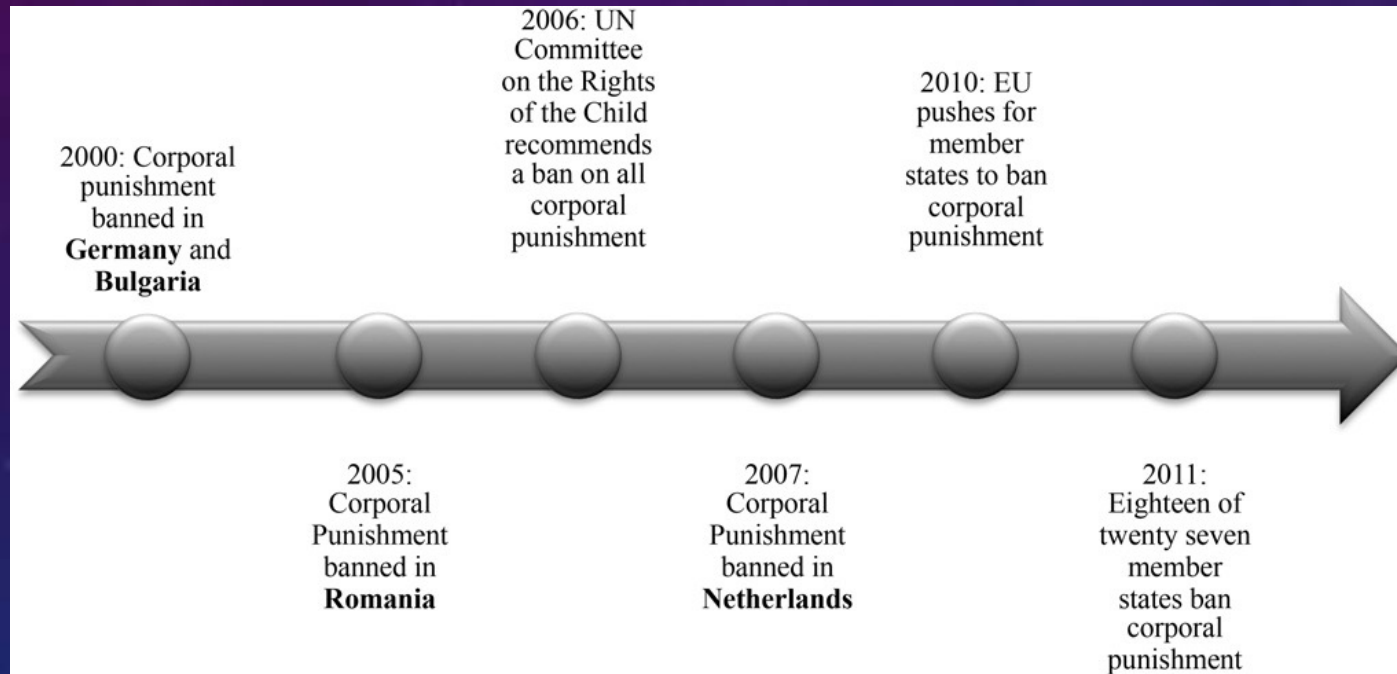 2000: Corporal
punishment
banned in
Germany and
Bulgaria
2005:
Corporal
Punishment
banned in
Romania
2006: UN
Committee
on the Rights
of the Child
recommends
a ban on all
corporal
punishment
2007:
Corporal
Punishment
banned in
Netherlands
2010: EU
pushes for
member
states to ban
corporal
punishment
2011:
Eighteen of
twenty seven
member
states ban
corporal
punishment